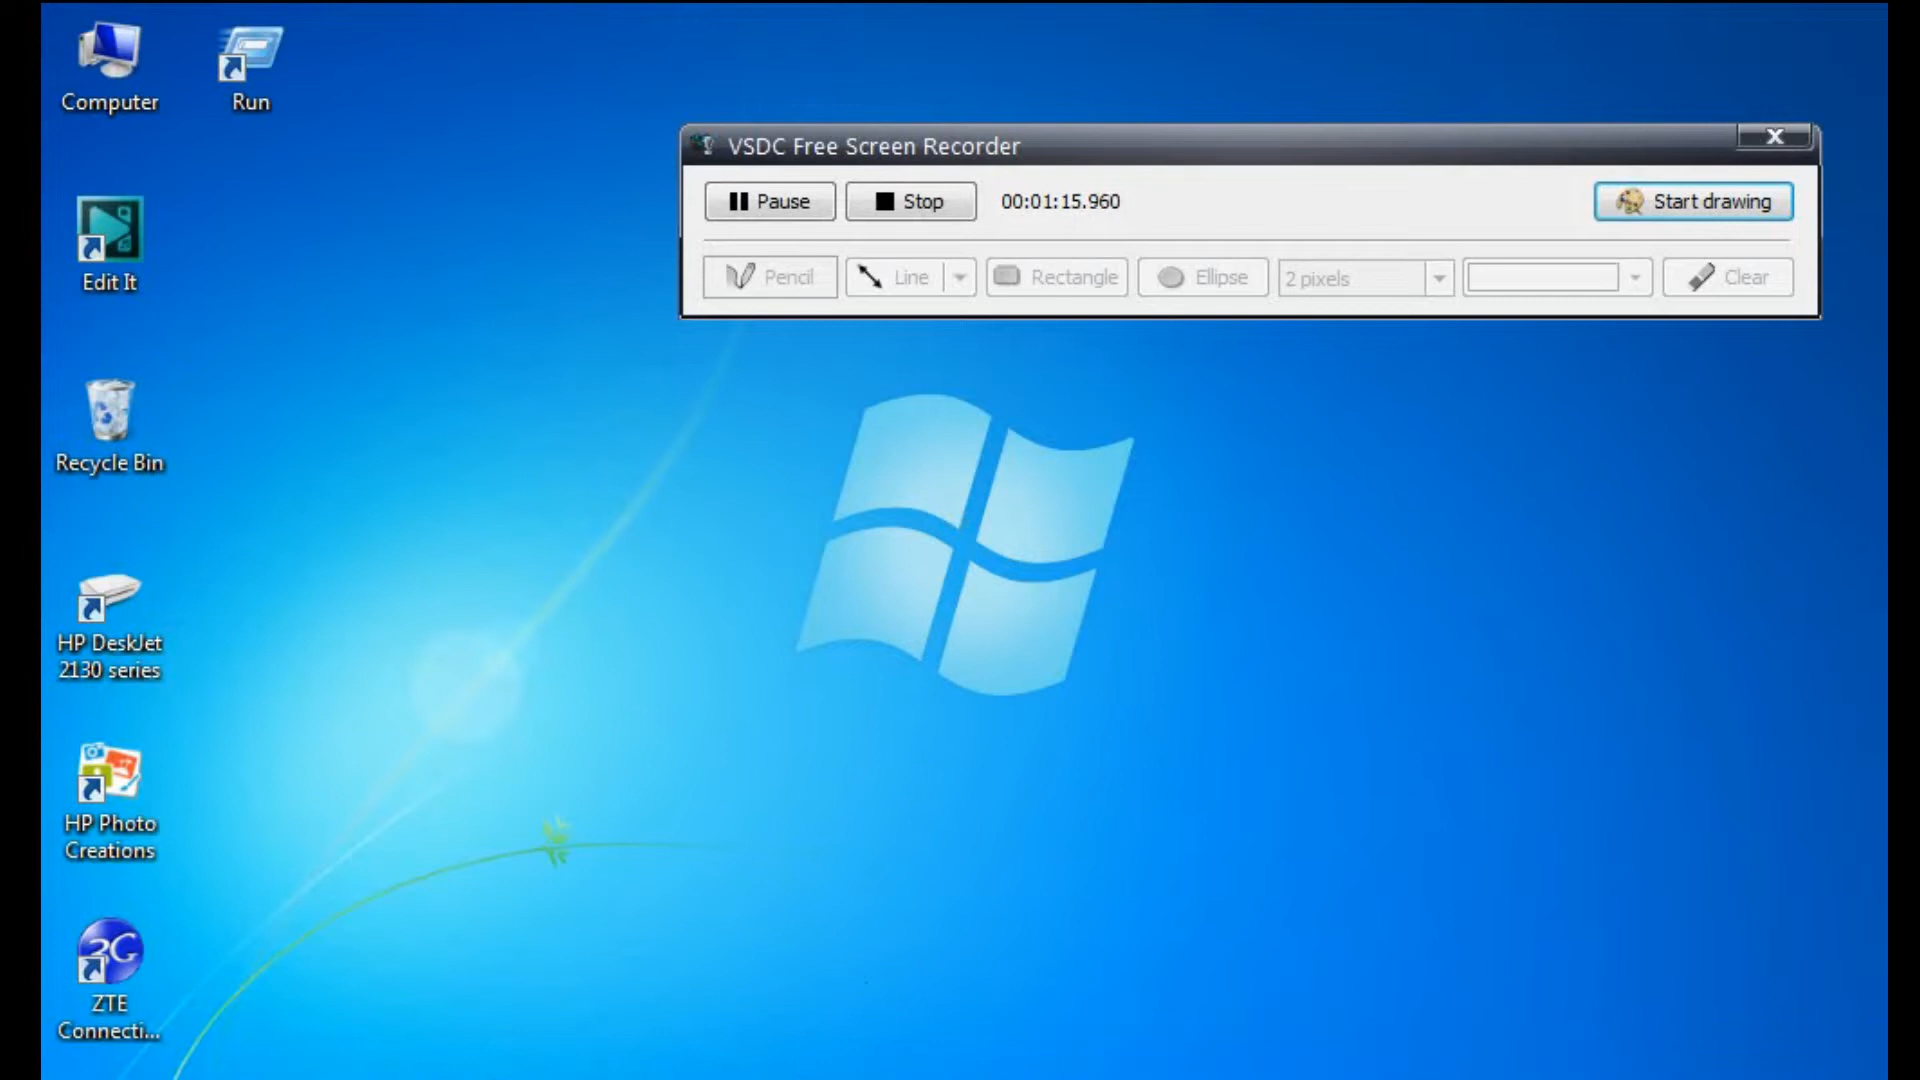 Computer
Run
VSDC Free Screen Recorder
Pause
Stop
00:01:15.960
Start drawing
Pencil
Line
Rectangle
Ellipse
2 pixels
Clear
Edit It
Recycle Bin
HP DeskJet
2130 series
HP Photo
Creations
2G
ZTE
Connecti...